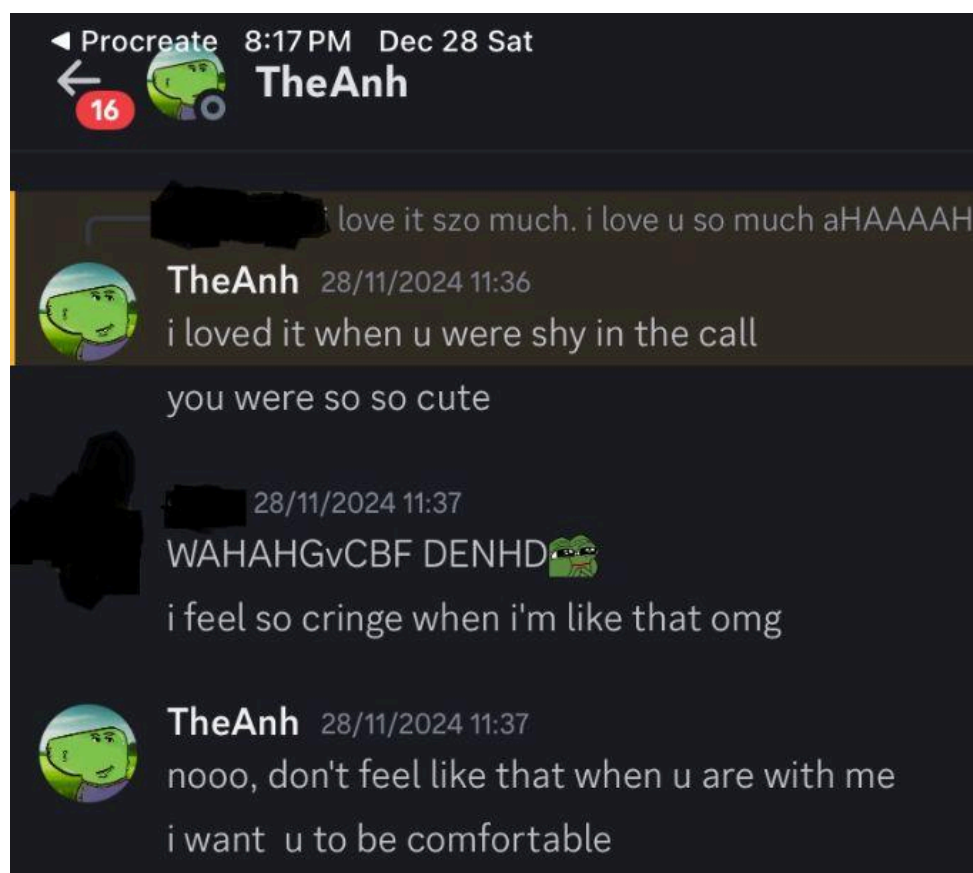 ◀ Procreate 8:17 PM Dec 28 Sat
TheAnh
16
i love it szo much. i love u so much aHAAAAH
TheAnh 28/11/2024 11:36
i loved it when u were shy in the call
you were so so cute
28/11/2024 11:37
WAHAHGvCBF DENHD
i feel so cringe when i'm like that omg
TheAnh 28/11/2024 11:37
nooo, don't feel like that when u are with me
i want u to be comfortable